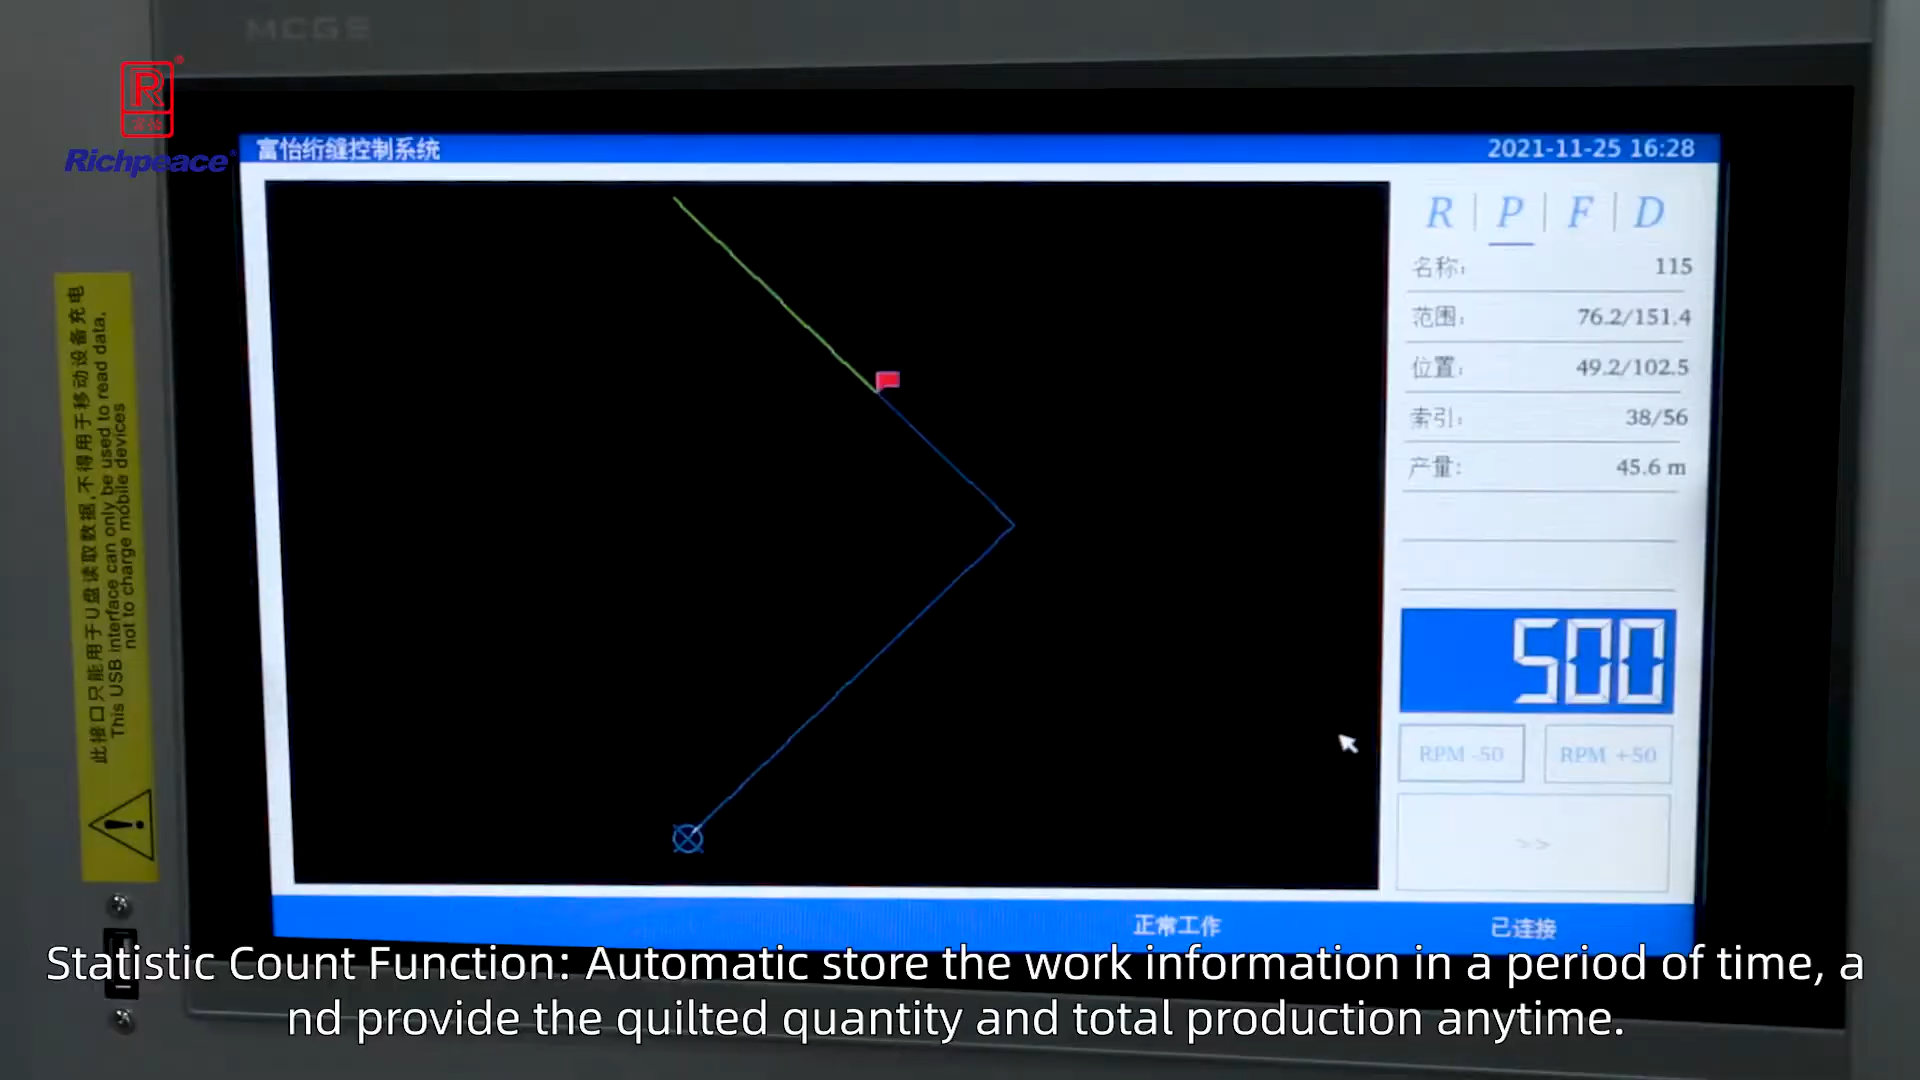 MCGS
R
富怡
Richpeace
富怡绗缝控制系统
2021-11-25 16:28
R | P | F | D
名称: 115
范围: 76.2/151.4
位置: 49.2/102.5
索引: 38/56
产量: 45.6 m
500
RPM -50
RPM +50
>>
正常工作
已连接
此接口只能用于U盘读取数据,不得用于移动设备充电
This USB interface can only be used to read data,
not to charge mobile devices
Statistic Count Function: Automatic store the work information in a period of time, a
nd provide the quilted quantity and total production anytime.